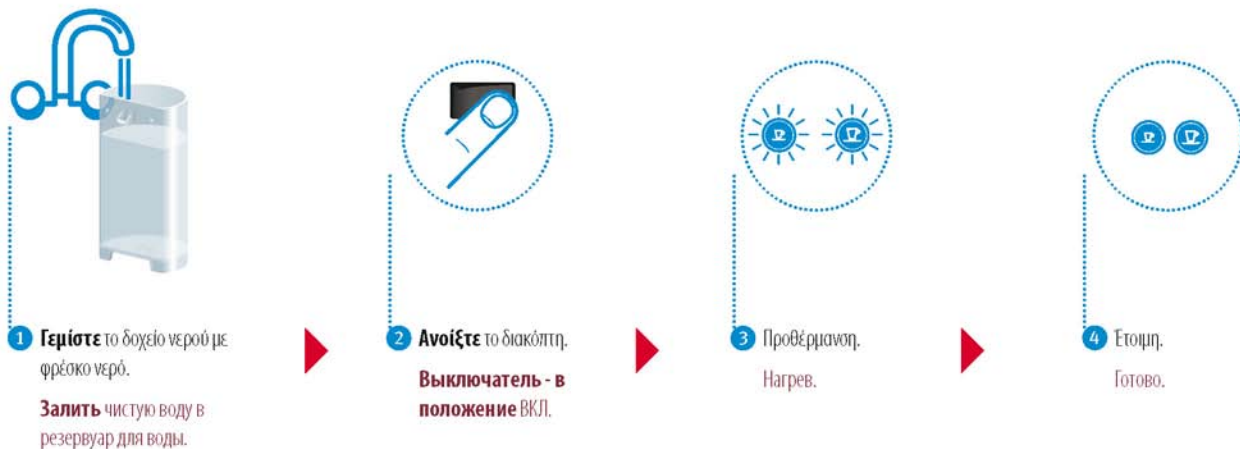 1 Γεμίστε το δοχείο νερού με
φρέσκο νερό.
Залить чистую воду в
резервуар для воды.
2 Ανοίξτε το διακόπτη.
Выключатель - в
положение ВКЛ.
3 Προθέρμανση.
Нагрев.
4 Έτοιμη.
Готово.